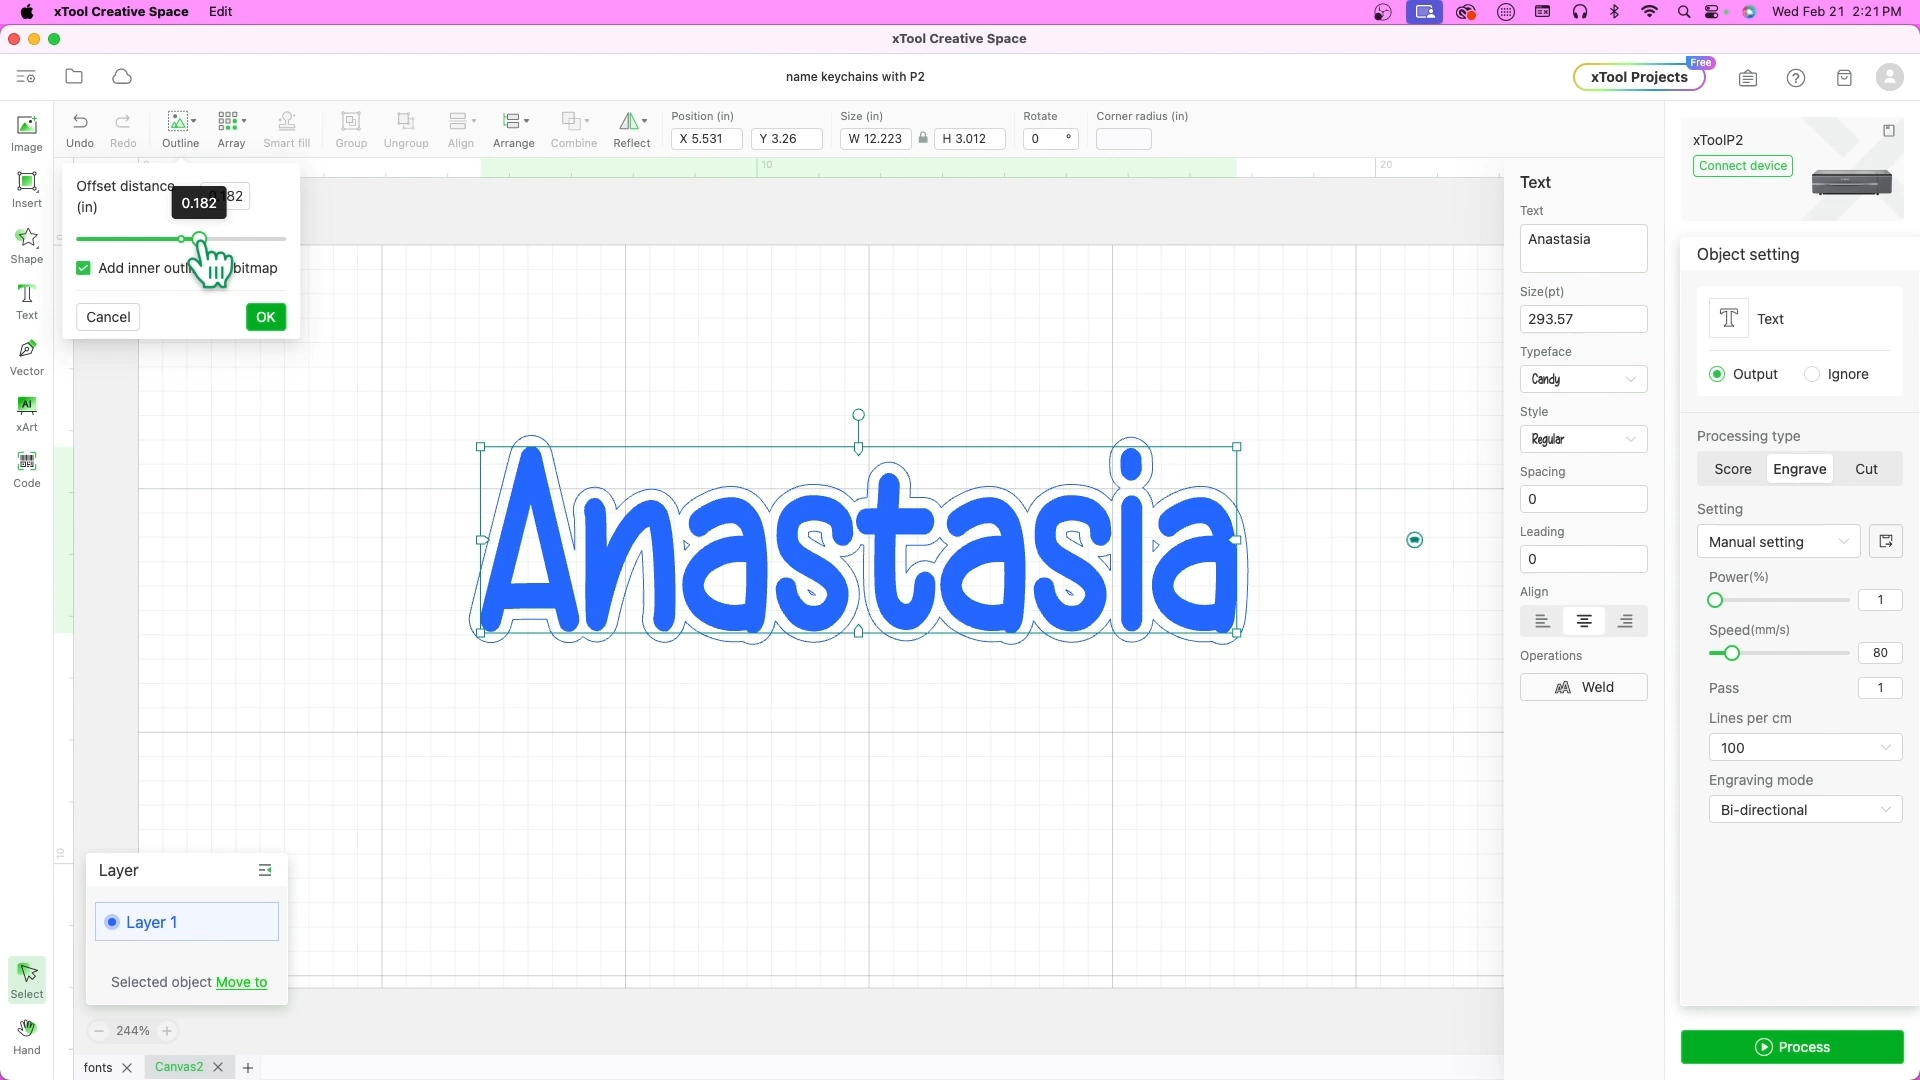 xTool Creative Space Edit Wed Feb 21 2:21 PM
xTool Creative Space
name keychains with P2
xTool Projects
Free
Image
Insert
Shape
Text
Vector
xArt
AI
Code
Select
Hand
Undo Redo Outline Array Smart fill Group Ungroup Align Arrange Combine Reflect
Position (in) Size (in) Rotate Corner radius (in)
X 5.531 Y 3.26 W 12.223 H 3.012 0 °
0 10 20
0
10
Offset distance
(in)
0.182
Add inner outl bitmap
Cancel OK
Anastasia
Layer
Layer 1
Selected object Move to
244%
fonts Canvas2
Text
Text
Anastasia
Size(pt)
293.57
Typeface
Candy
Style
Regular
Spacing
0
Leading
0
Align
Operations
AA Weld
xToolP2
Connect device
Object setting
Text
Output Ignore
Processing type
Score Engrave Cut
Setting
Manual setting
Power(%)
1
Speed(mm/s)
80
Pass 1
Lines per cm
100
Engraving mode
Bi-directional
Process